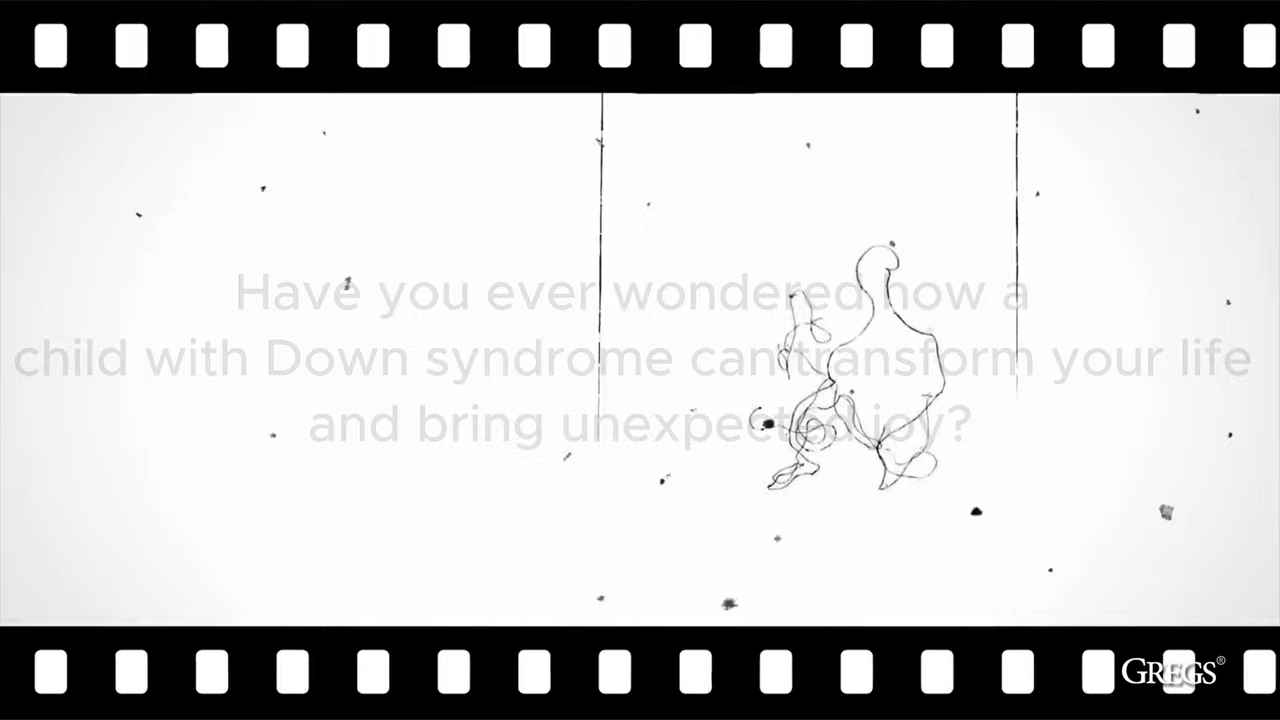 Have you ever wondered how a
child with Down syndrome can transform your life
and bring unexpected joy?
GREGS®